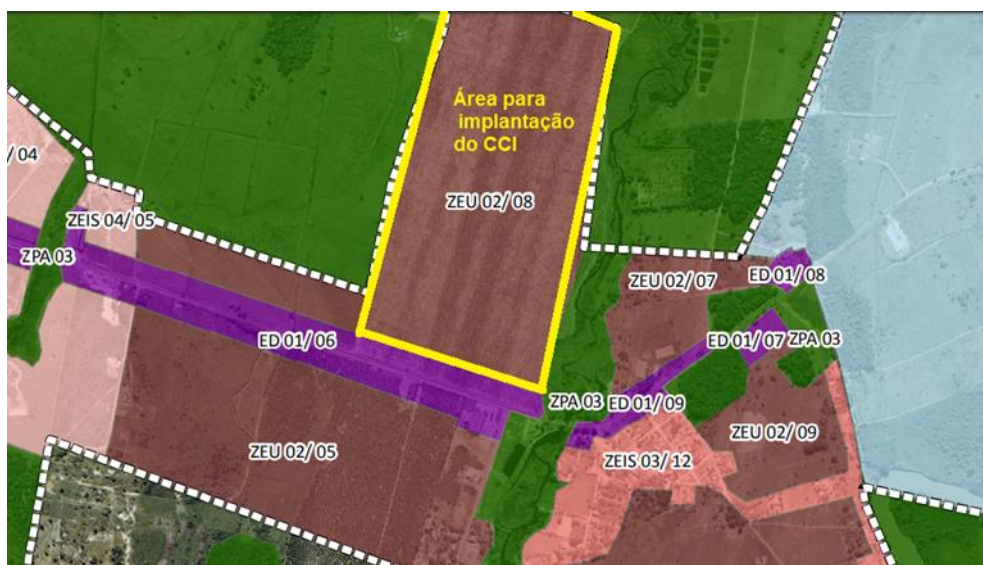 Área para
implantação
do CCI
/ 04
ZEU 02/ 08
ZEIS 04/ 05
ZPA 03
ZEU 02/ 07
ED 01/ 08
ED 01/ 06
ED 01/ 07
ZPA 03
ZPA 03
ED 01/ 09
ZEU 02/ 09
ZEU 02/ 05
ZEIS 03/ 12